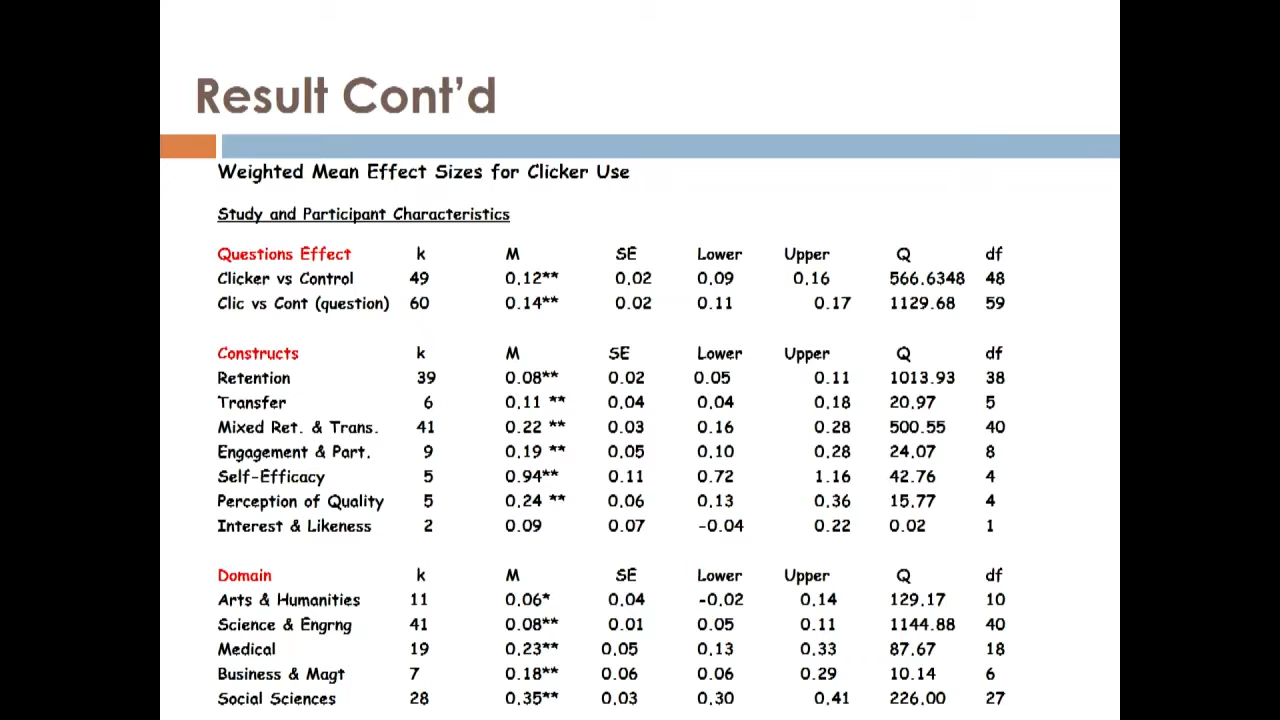 Result Cont'd
Weighted Mean Effect Sizes for Clicker Use
Study and Participant Characteristics
Questions Effect k M SE Lower Upper Q df
Clicker vs Control 49 0.12** 0.02 0.09 0.16 566.6348 48
Clic vs Cont (question) 60 0.14** 0.02 0.11 0.17 1129.68 59
Constructs k M SE Lower Upper Q df
Retention 39 0.08** 0.02 0.05 0.11 1013.93 38
Transfer 6 0.11 ** 0.04 0.04 0.18 20.97 5
Mixed Ret. & Trans. 41 0.22 ** 0.03 0.16 0.28 500.55 40
Engagement & Part. 9 0.19 ** 0.05 0.10 0.28 24.07 8
Self-Efficacy 5 0.94** 0.11 0.72 1.16 42.76 4
Perception of Quality 5 0.24 ** 0.06 0.13 0.36 15.77 4
Interest & Likeness 2 0.09 0.07 -0.04 0.22 0.02 1
Domain k M SE Lower Upper Q df
Arts & Humanities 11 0.06* 0.04 -0.02 0.14 129.17 10
Science & Engrng 41 0.08** 0.01 0.05 0.11 1144.88 40
Medical 19 0.23** 0.05 0.13 0.33 87.67 18
Business & Magt 7 0.18** 0.06 0.06 0.29 10.14 6
Social Sciences 28 0.35** 0.03 0.30 0.41 226.00 27